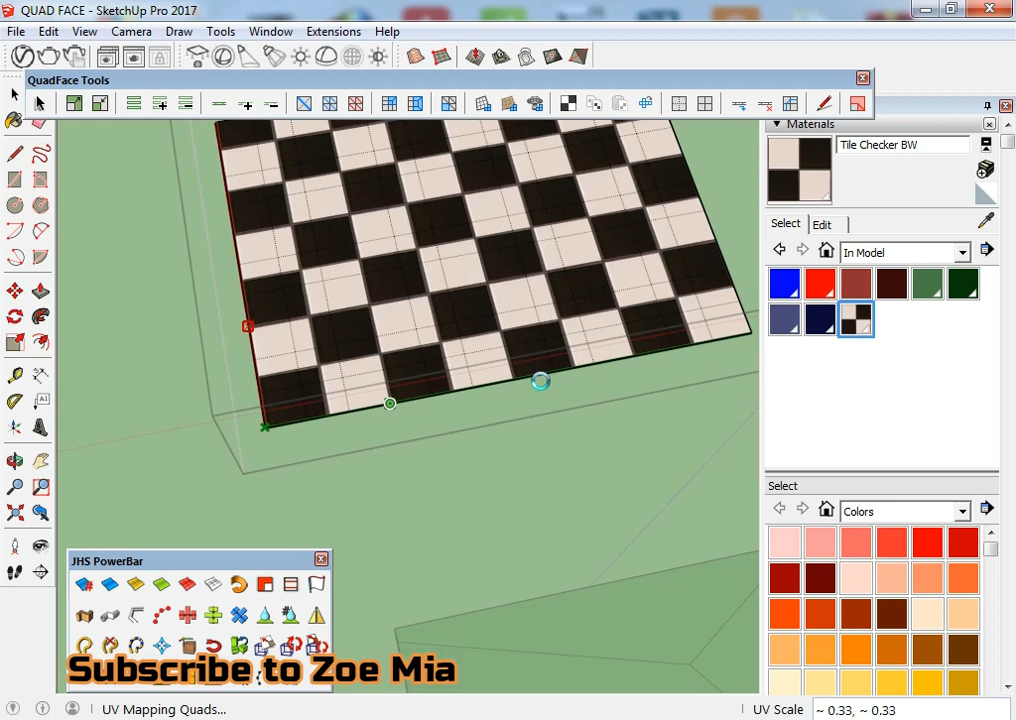 QUAD FACE - SketchUp Pro 2017
File Edit View Camera Draw Tools Window Extensions Help
QuadFace Tools
Materials
Tile Checker BW
Select Edit
In Model
Select
Colors
JHS PowerBar
Subscribe to Zoe Mia
UV Mapping Quads... UV Scale ~ 0.33, ~ 0.33